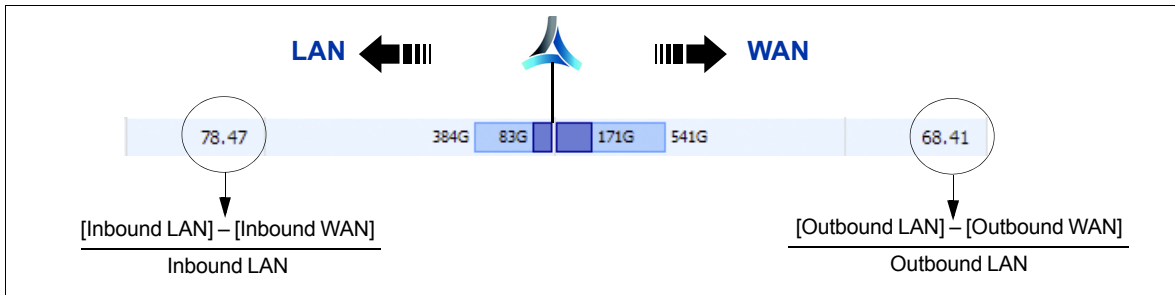 LAN WAN
78.47 384G 83G 171G 541G 68.41
[Inbound LAN] – [Inbound WAN]
Inbound LAN
[Outbound LAN] – [Outbound WAN]
Outbound LAN